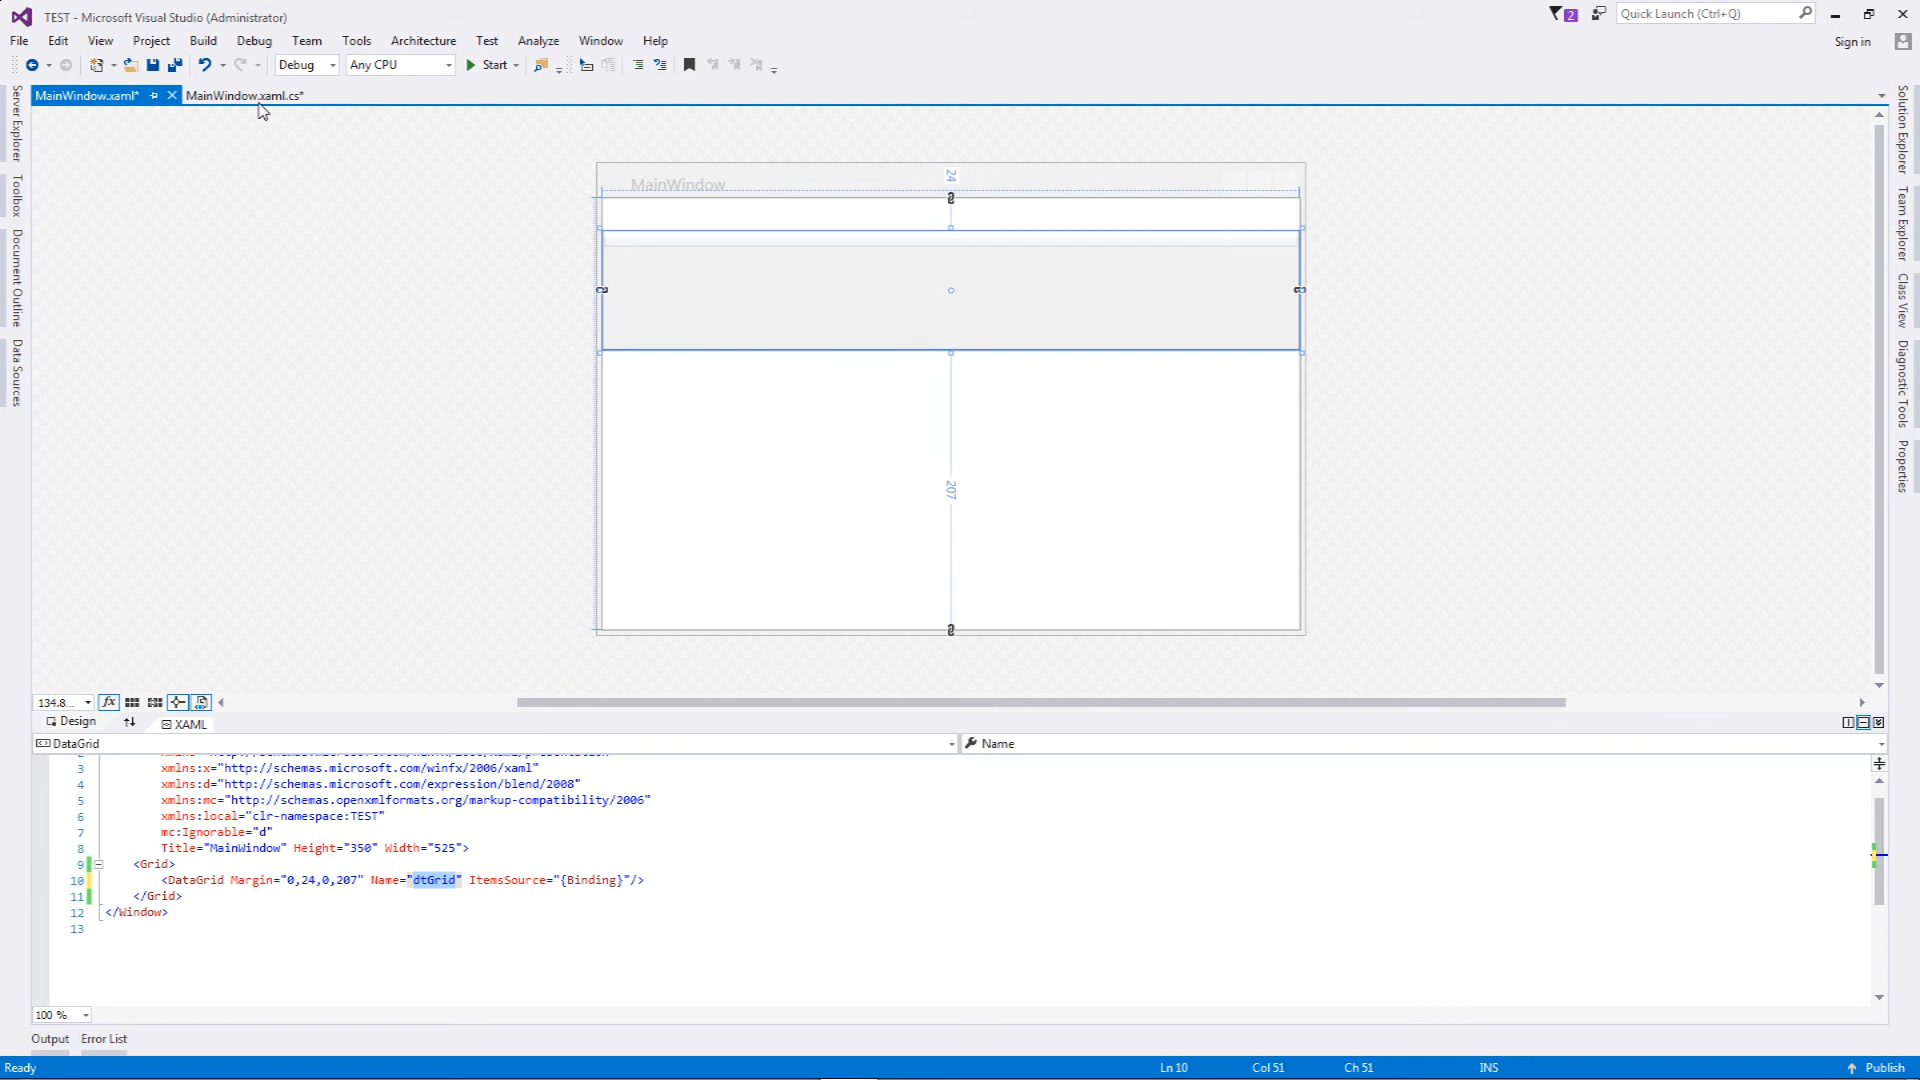 TEST - Microsoft Visual Studio (Administrator)
2
Quick Launch (Ctrl+Q)
File Edit View Project Build Debug Team Tools Architecture Test Analyze Window Help
Sign in
Debug
Any CPU
Start
MainWindow.xaml*
MainWindow.xaml.cs*
Server Explorer
Toolbox
Document Outline
Data Sources
Solution Explorer
Team Explorer
Class View
Diagnostic Tools
Properties
MainWindow
24
207
134.8...
fx
Design
XAML
DataGrid
Name
3 xmlns:x="http://schemas.microsoft.com/winfx/2006/xaml"
4 xmlns:d="http://schemas.microsoft.com/expression/blend/2008"
5 xmlns:mc="http://schemas.openxmlformats.org/markup-compatibility/2006"
6 xmlns:local="clr-namespace:TEST"
7 mc:Ignorable="d"
8 Title="MainWindow" Height="350" Width="525">
9 <Grid>
10 <DataGrid Margin="0,24,0,207" Name="dtGrid" ItemsSource="{Binding}"/>
11 </Grid>
12 </Window>
13
100 %
Output Error List
Ready
Ln 10
Col 51
Ch 51
INS
Publish